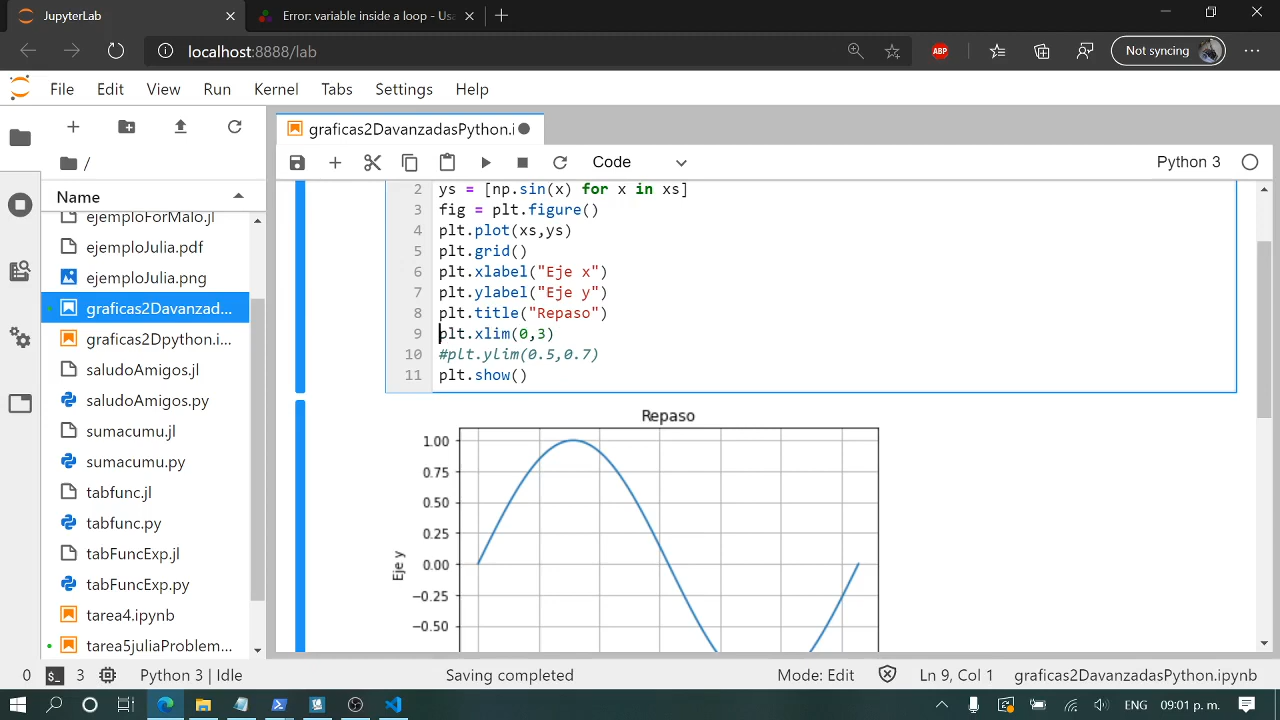 JupyterLab
Error: variable inside a loop - Usa
localhost:8888/lab
ABP
Not syncing
File Edit View Run Kernel Tabs Settings Help
graficas2DavanzadasPython.i
Code
Python 3
/
Name
ejemploForMalo.jl
ejemploJulia.pdf
ejemploJulia.png
graficas2Davanzad...
graficas2Dpython.i...
saludoAmigos.jl
saludoAmigos.py
sumacumu.jl
sumacumu.py
tabfunc.jl
tabfunc.py
tabFuncExp.jl
tabFuncExp.py
tarea4.ipynb
tarea5juliaProblem...
2 ys = [np.sin(x) for x in xs]
3 fig = plt.figure()
4 plt.plot(xs,ys)
5 plt.grid()
6 plt.xlabel("Eje x")
7 plt.ylabel("Eje y")
8 plt.title("Repaso")
9 plt.xlim(0,3)
10 #plt.ylim(0.5,0.7)
11 plt.show()
Repaso
1.00
0.75
0.50
0.25
0.00
−0.25
−0.50
Eje y
0 $_ 3 Python 3 | Idle Saving completed Mode: Edit Ln 9, Col 1 graficas2DavanzadasPython.ipynb
ENG 09:01 p. m.